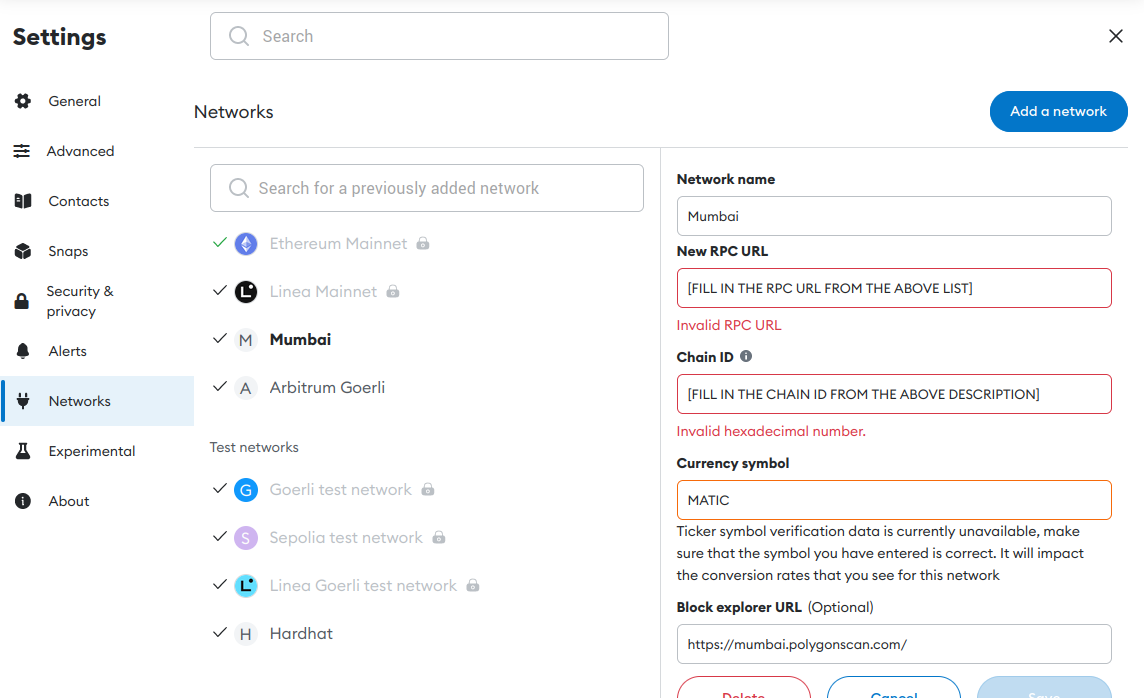 Settings
Search
General
Advanced
Contacts
Snaps
Security &
privacy
Alerts
Networks
Experimental
About
Networks
Add a network
Search for a previously added network
Ethereum Mainnet
L Linea Mainnet
M Mumbai
A Arbitrum Goerli
Test networks
G Goerli test network
S Sepolia test network
L Linea Goerli test network
H Hardhat
Network name
Mumbai
New RPC URL
[FILL IN THE RPC URL FROM THE ABOVE LIST]
Invalid RPC URL
Chain ID
[FILL IN THE CHAIN ID FROM THE ABOVE DESCRIPTION]
Invalid hexadecimal number.
Currency symbol
MATIC
Ticker symbol verification data is currently unavailable, make
sure that the symbol you have entered is correct. It will impact
the conversion rates that you see for this network
Block explorer URL (Optional)
https://mumbai.polygonscan.com/
Delete Cancel Save